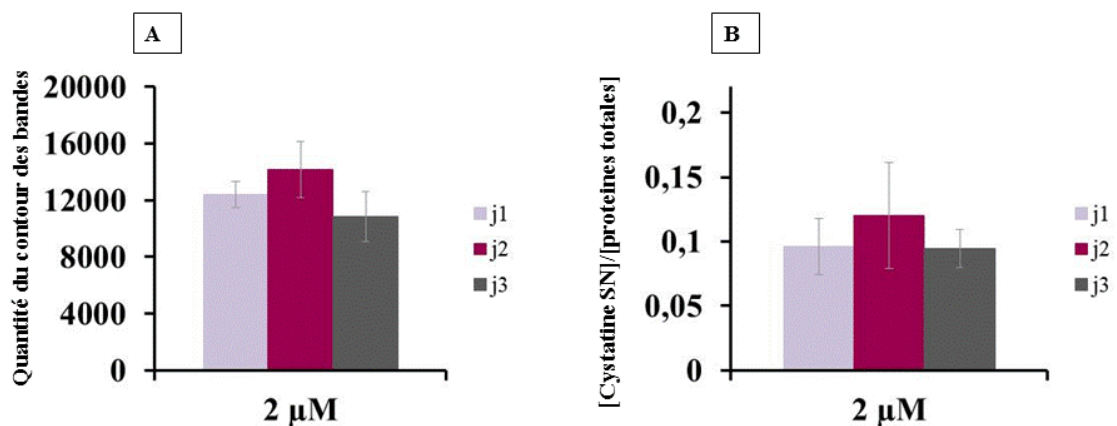 A
Quantité du contour des bandes
20000
16000
12000
8000
4000
0
2 µM
j1
j2
j3
B
[Cystatine SN]/[proteines totales]
0,2
0,15
0,1
0,05
0
2 µM
j1
j2
j3